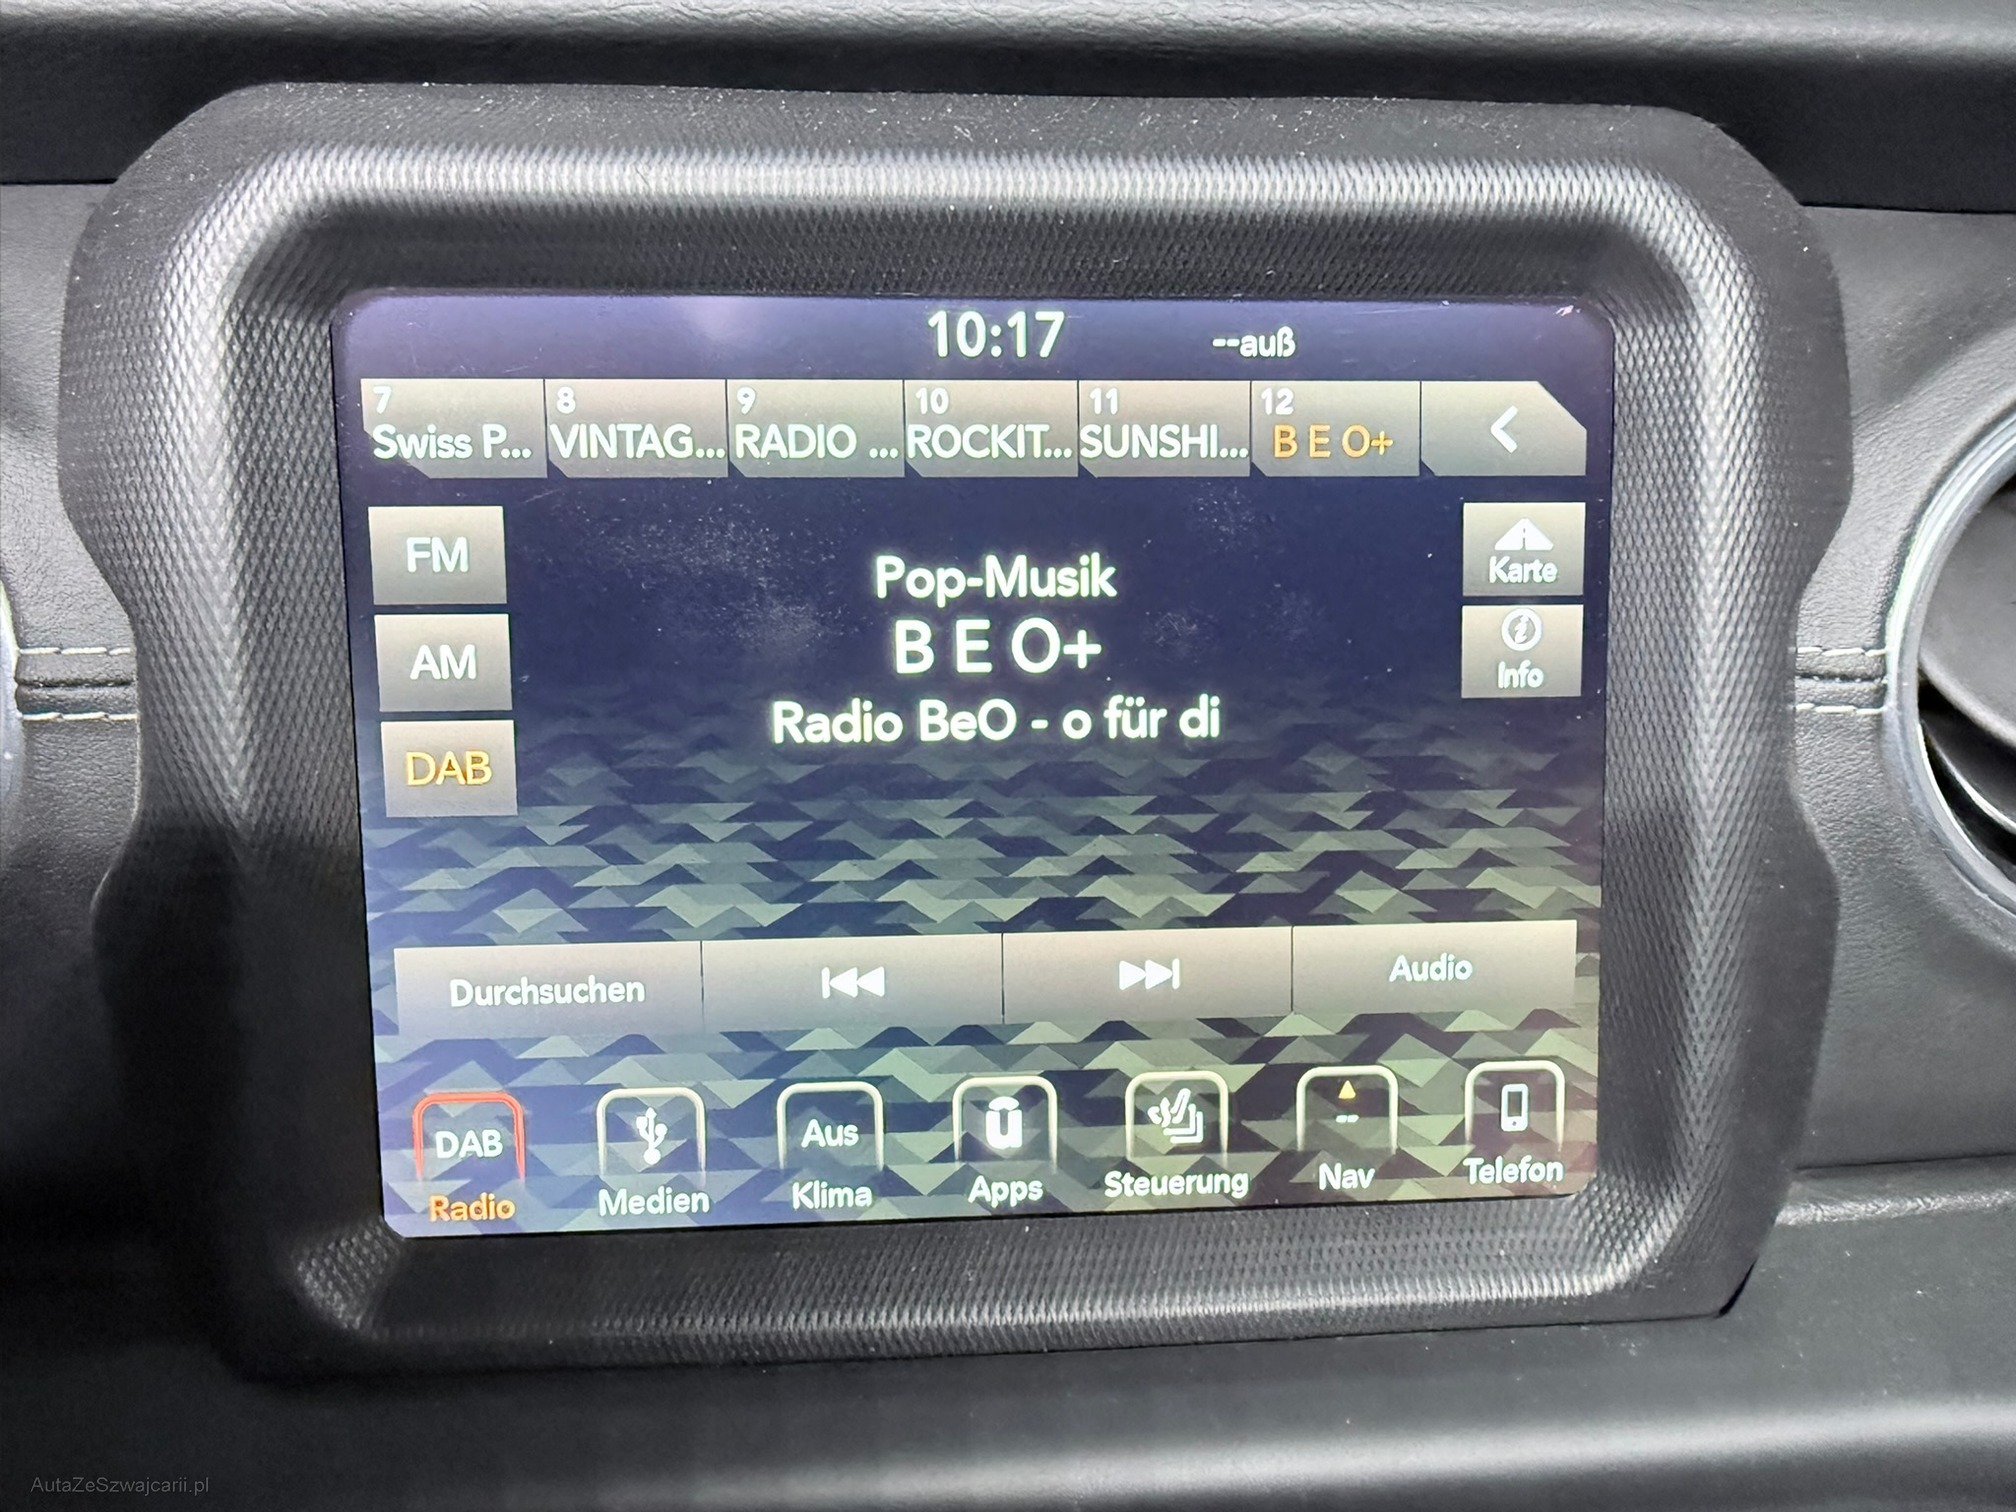 10:17 --auß
7 8 9 10 11 12
Swiss P... VINTAG... RADIO ... ROCKIT... SUNSHI... B E O+
FM
AM
DAB
Pop-Musik
B E O+
Radio BeO - o für di
Karte
Info
Durchsuchen Audio
DAB Aus --
Radio Medien Klima Apps Steuerung Nav Telefon
AutaZeSzwajcarii.pl